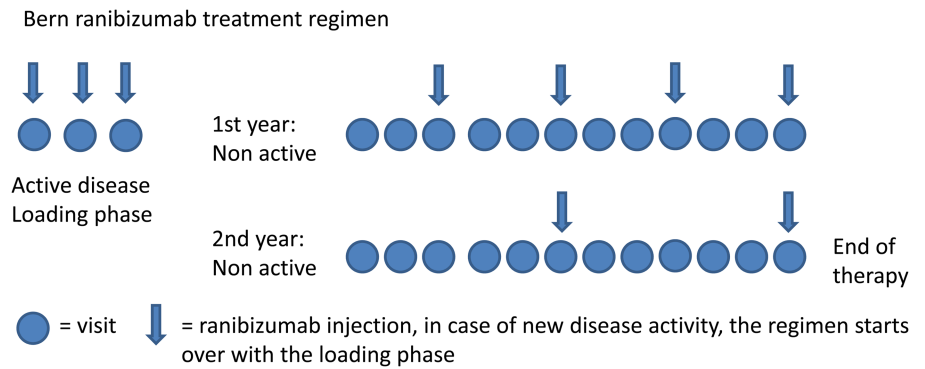 Bern ranibizumab treatment regimen
Active disease
Loading phase
1st year:
Non active
2nd year:
Non active
End of
therapy
= visit
= ranibizumab injection, in case of new disease activity, the regimen starts
over with the loading phase